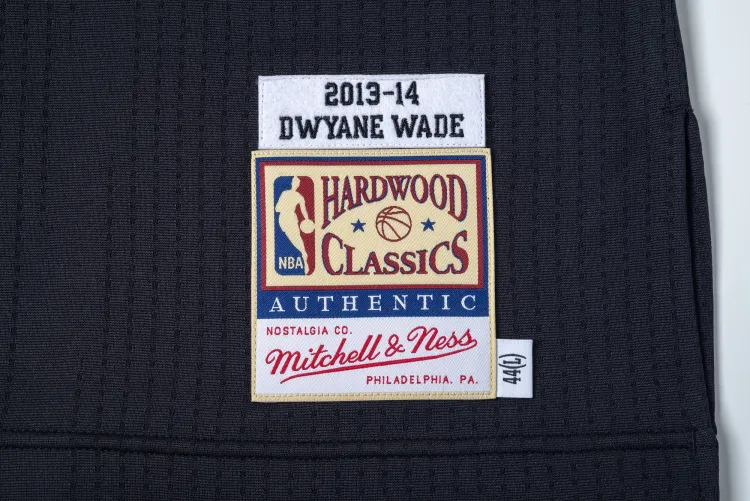 2013-14
DWYANE WADE
HARDWOOD
CLASSICS
NBA
AUTHENTIC
NOSTALGIA CO.
Mitchell & Ness
PHILADELPHIA, PA.
44(L)